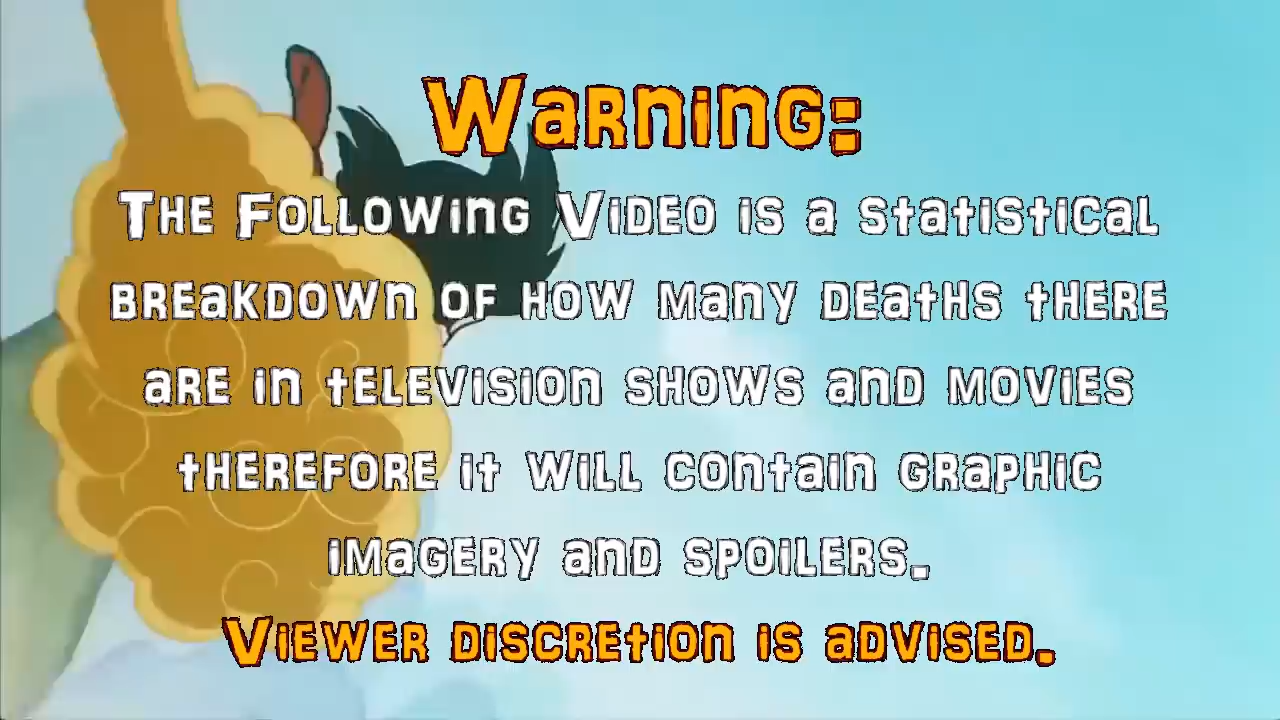 Warning:
The Following Video is a statistical
breakdown of how many deaths there
are in television shows and movies
therefore it will contain graphic
imagery and spoilers.
Viewer discretion is advised.